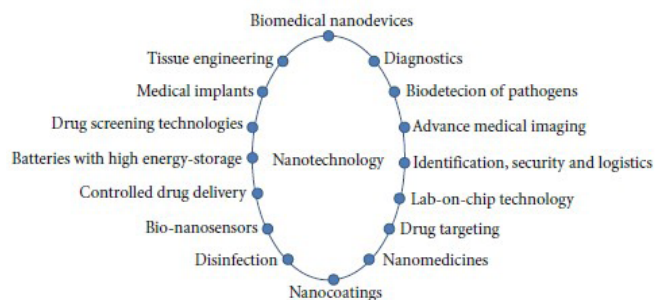 Biomedical nanodevices
Tissue engineering
Diagnostics
Medical implants
Biodetecion of pathogens
Drug screening technologies
Advance medical imaging
Batteries with high energy-storage
Nanotechnology
Identification, security and logistics
Controlled drug delivery
Lab-on-chip technology
Bio-nanosensors
Drug targeting
Disinfection
Nanomedicines
Nanocoatings